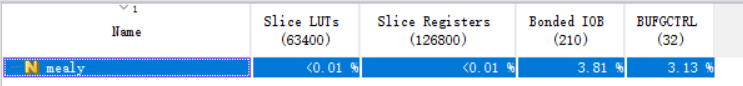 1
Name
Slice LUTs
(63400)
Slice Registers
(126800)
Bonded IOB
(210)
BUFGCTRL
(32)
N mealy
<0.01 %
<0.01 %
3.81 %
3.13 %